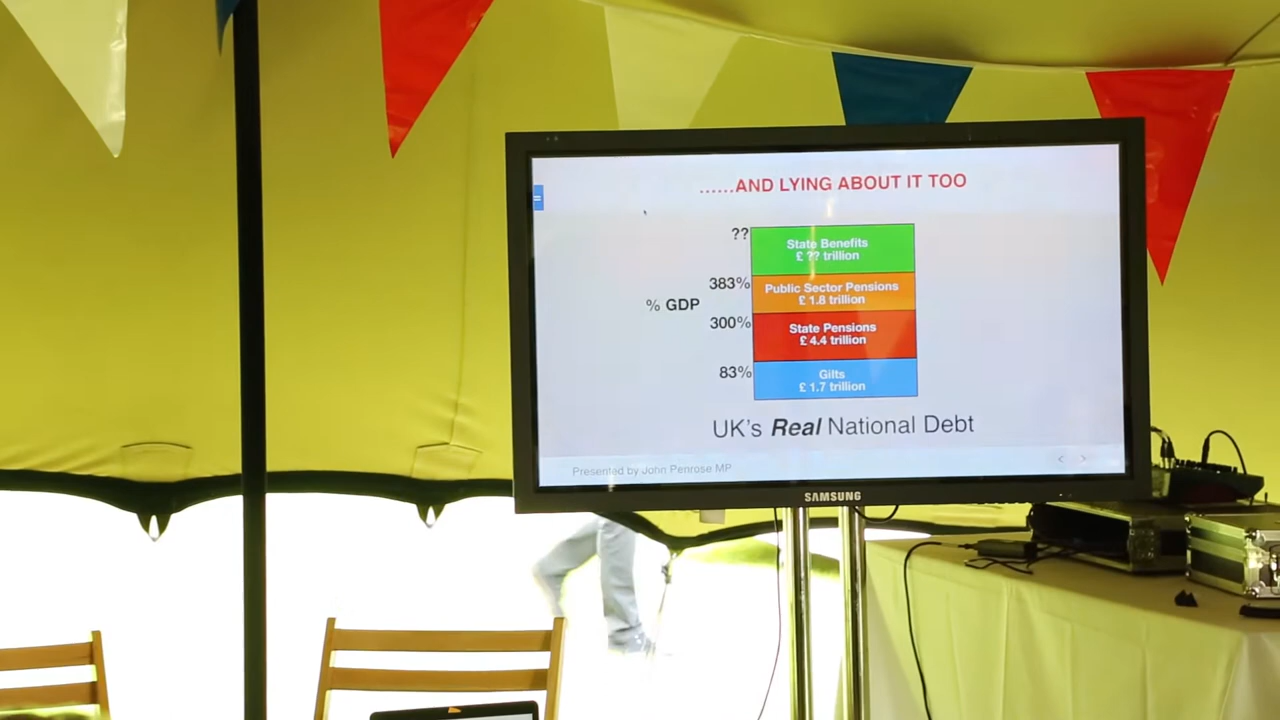 ......AND LYING ABOUT IT TOO
??
State Benefits
£ ?? trillion
383%
Public Sector Pensions
£ 1.8 trillion
% GDP
300%
State Pensions
£ 4.4 trillion
83%
Gilts
£ 1.7 trillion
UK's Real National Debt
Presented by John Penrose MP
SAMSUNG